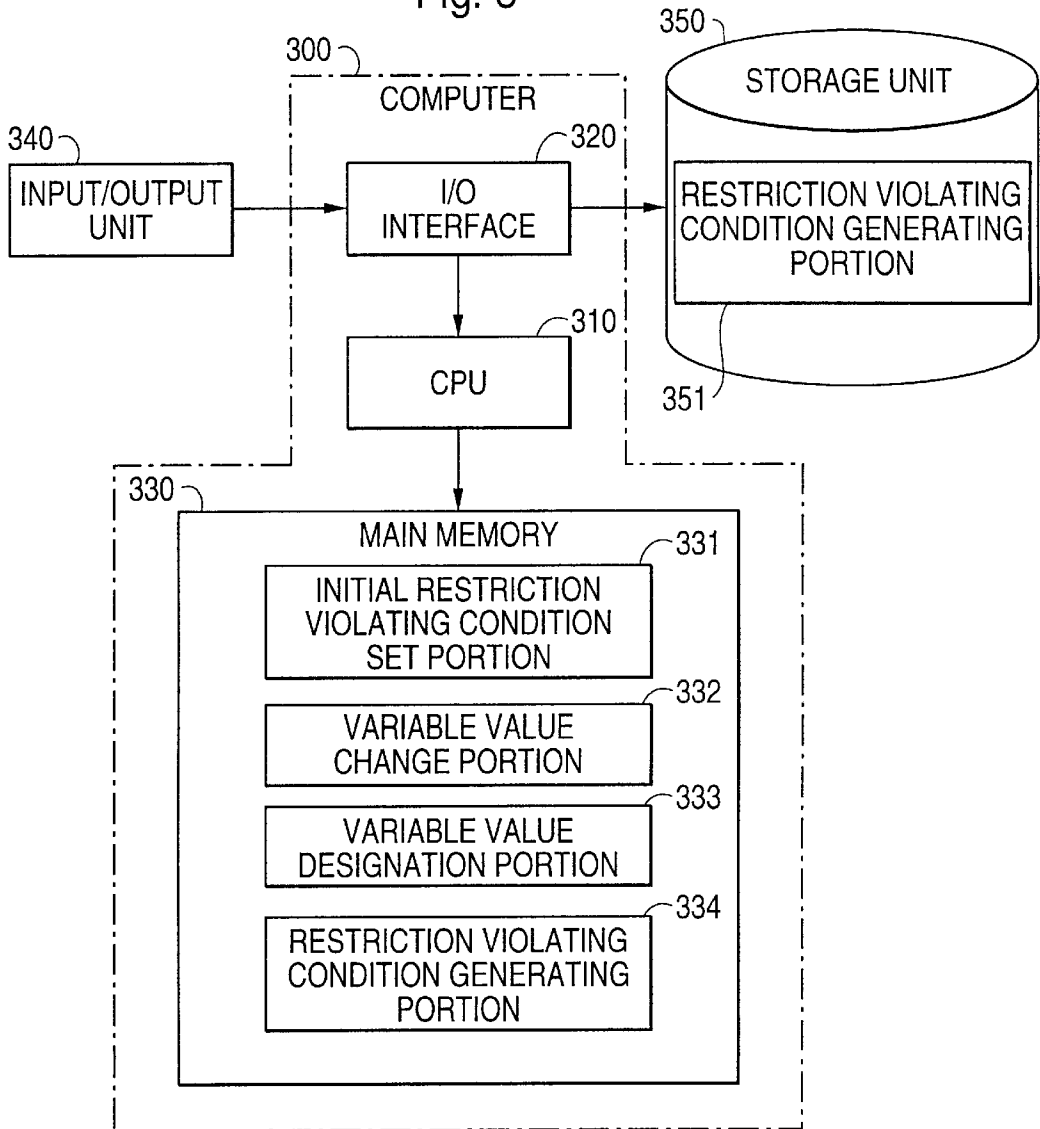 300
COMPUTER
350
STORAGE UNIT
340
INPUT/OUTPUT
UNIT
320
I/O
INTERFACE
RESTRICTION VIOLATING
CONDITION GENERATING
PORTION
351
310
CPU
330
MAIN MEMORY
331
INITIAL RESTRICTION
VIOLATING CONDITION
SET PORTION
332
VARIABLE VALUE
CHANGE PORTION
333
VARIABLE VALUE
DESIGNATION PORTION
334
RESTRICTION VIOLATING
CONDITION GENERATING
PORTION